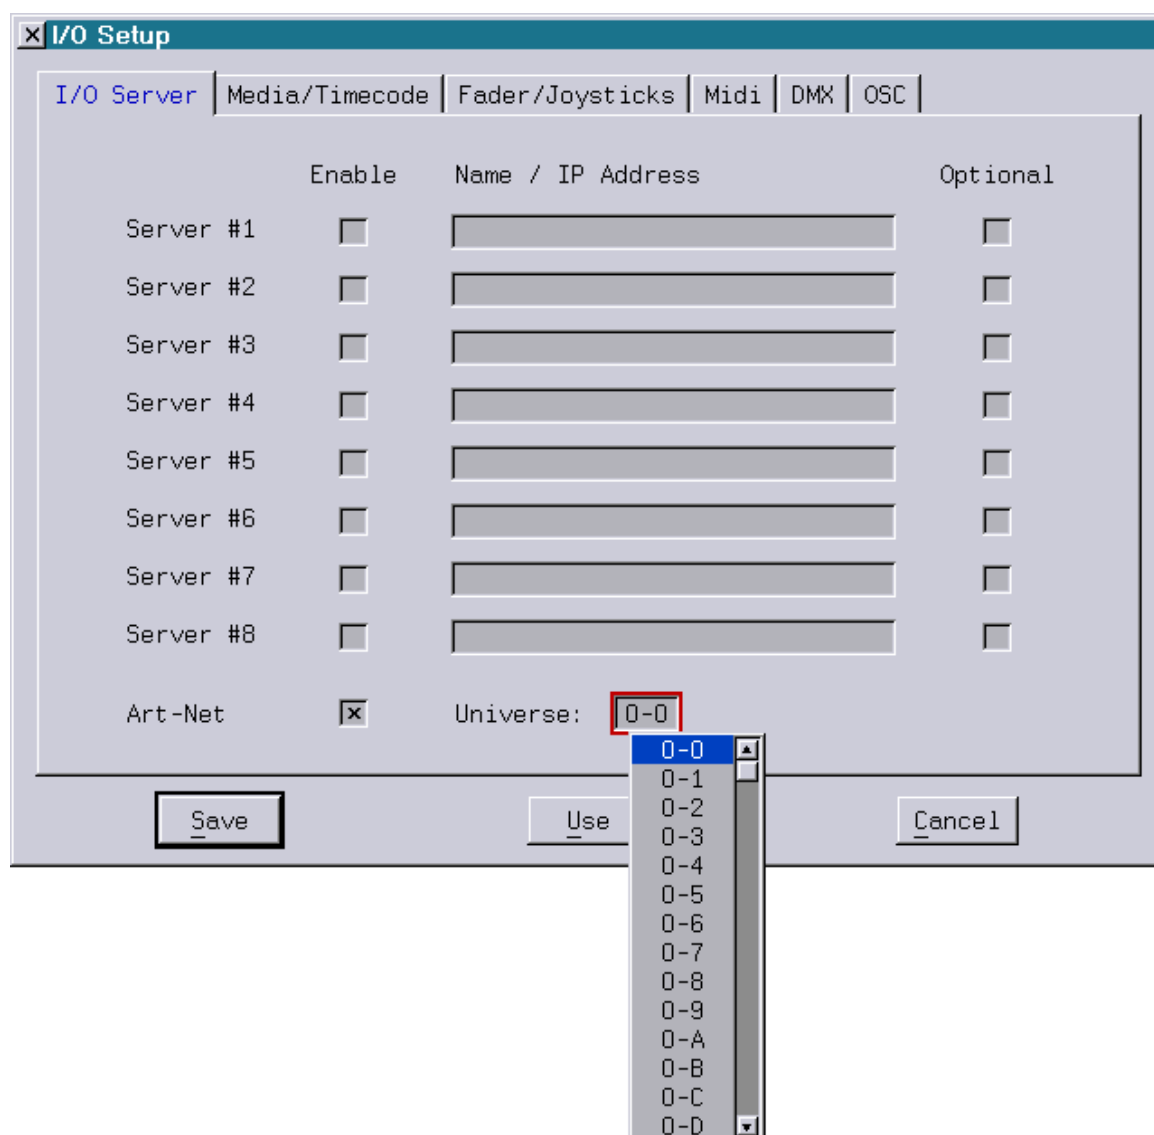 I/O Setup
I/O Server Media/Timecode Fader/Joysticks Midi DMX OSC
Enable Name / IP Address Optional
Server #1
Server #2
Server #3
Server #4
Server #5
Server #6
Server #7
Server #8
Art-Net Universe: 0-0
0-0
0-1
Save Use 0-2 Cancel
0-3
0-4
0-5
0-6
0-7
0-8
0-9
0-A
0-B
0-C
0-D